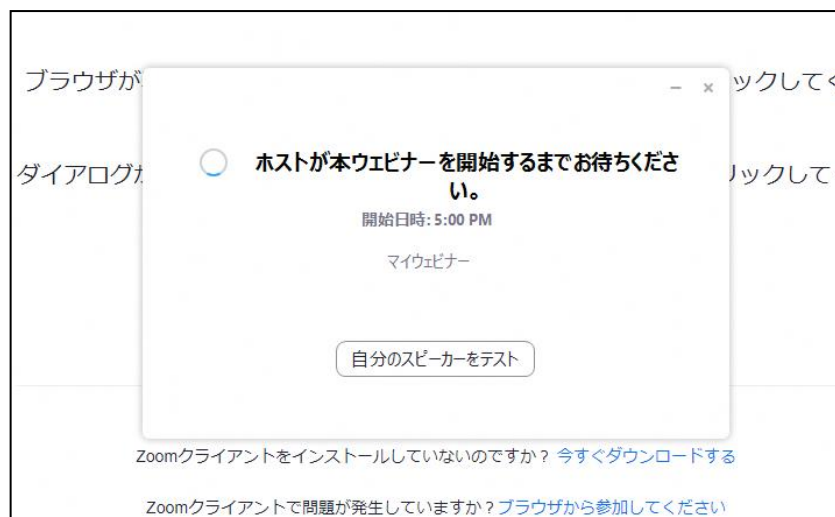 ブラウザが
ックしてく
ホストが本ウェビナーを開始するまでお待ちくださ
い。
ダイアログが
リックして
開始日時: 5:00 PM
マイウェビナー
自分のスピーカーをテスト
Zoomクライアントをインストールしていないのですか？ 今すぐダウンロードする
Zoomクライアントで問題が発生していますか？ブラウザから参加してください